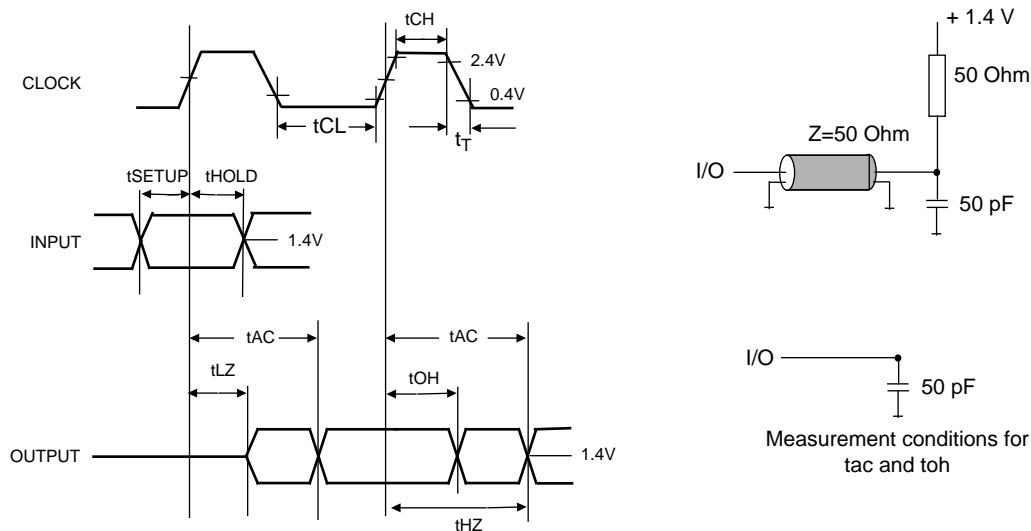 tCH
2.4V
CLOCK
0.4V
tCL
tT
tSETUP
tHOLD
INPUT
1.4V
tAC
tAC
tLZ
tOH
OUTPUT
1.4V
tHZ
+ 1.4 V
50 Ohm
Z=50 Ohm
I/O
50 pF
I/O
50 pF
Measurement conditions for
tac and toh